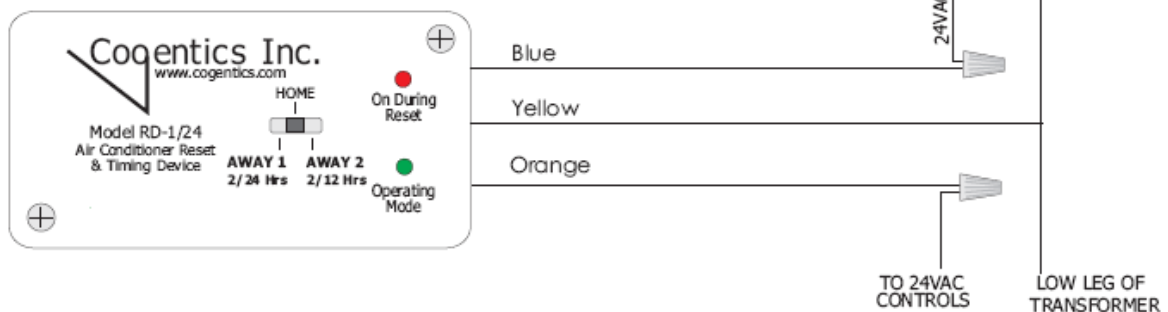 Cogentics Inc.
www.cogentics.com
HOME
On During
Reset
Model RD-1/24
Air Conditioner Reset
& Timing Device
AWAY 1
2/24 Hrs
AWAY 2
2/12 Hrs
Operating
Mode
Blue
Yellow
Orange
24VAC
TO 24VAC
CONTROLS
LOW LEG OF
TRANSFORMER